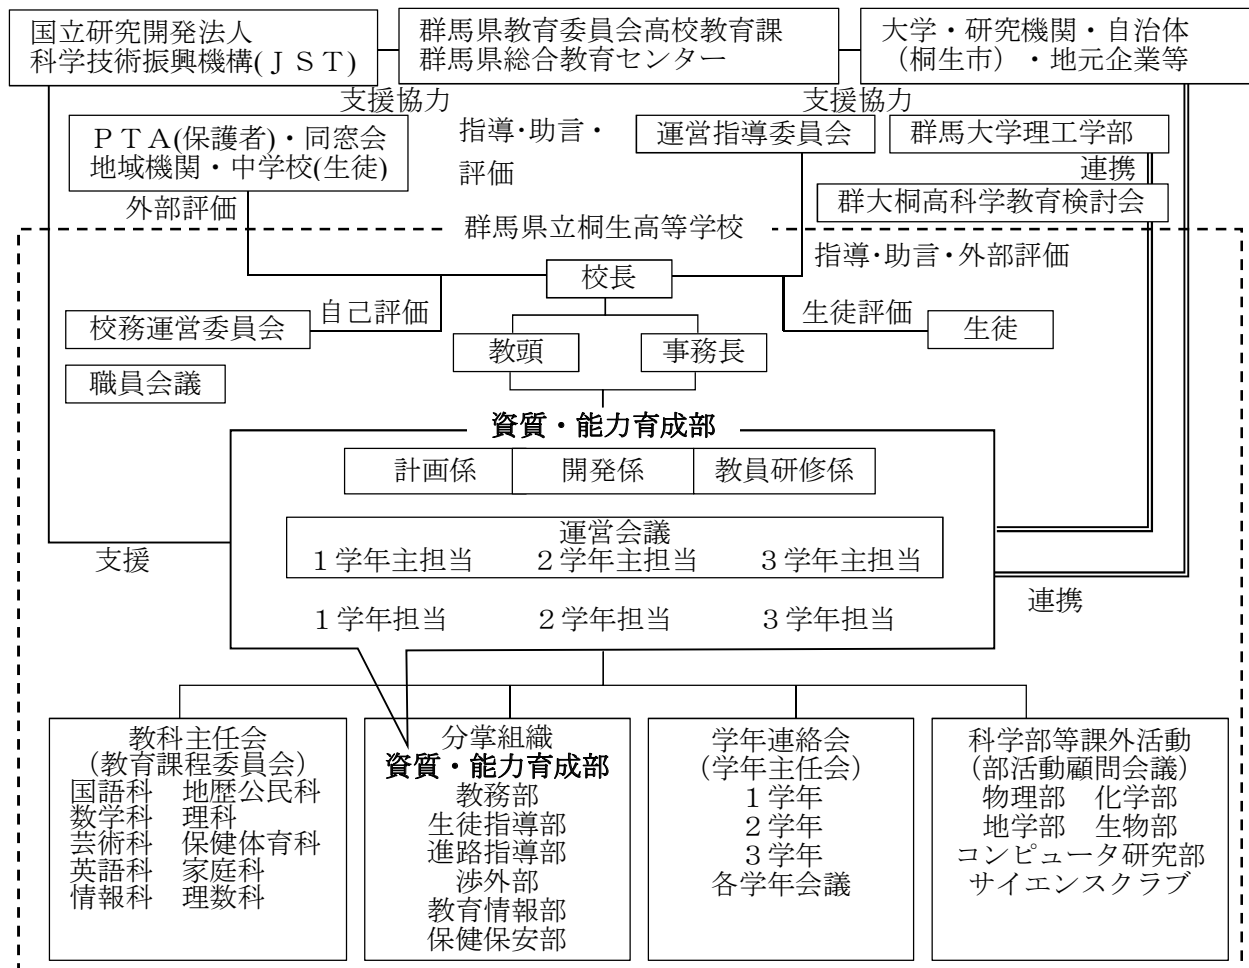 国立研究開発法人
科学技術振興機構(ＪＳＴ)
群馬県教育委員会高校教育課
群馬県総合教育センター
大学・研究機関・自治体
（桐生市）・地元企業等
支援協力
支援協力
ＰＴＡ(保護者)・同窓会
地域機関・中学校(生徒)
指導・助言・
評価
運営指導委員会
群馬大学理工学部
連携
群大桐高科学教育検討会
外部評価
群馬県立桐生高等学校
指導・助言・外部評価
校長
校務運営委員会
自己評価
生徒評価
生徒
教頭
事務長
職員会議
資質・能力育成部
計画係
開発係
教員研修係
運営会議
１学年主担当　２学年主担当　３学年主担当
支援
連携
１学年担当　２学年担当　３学年担当
教科主任会
(教育課程委員会)
国語科　地歴公民科
数学科　理科
芸術科　保健体育科
英語科　家庭科
情報科　理数科
分掌組織
資質・能力育成部
教務部
生徒指導部
進路指導部
渉外部
教育情報部
保健保安部
学年連絡会
(学年主任会)
１学年
２学年
３学年
各学年会議
科学部等課外活動
(部活動顧問会議)
物理部　化学部
地学部　生物部
コンピュータ研究部
サイエンスクラブ